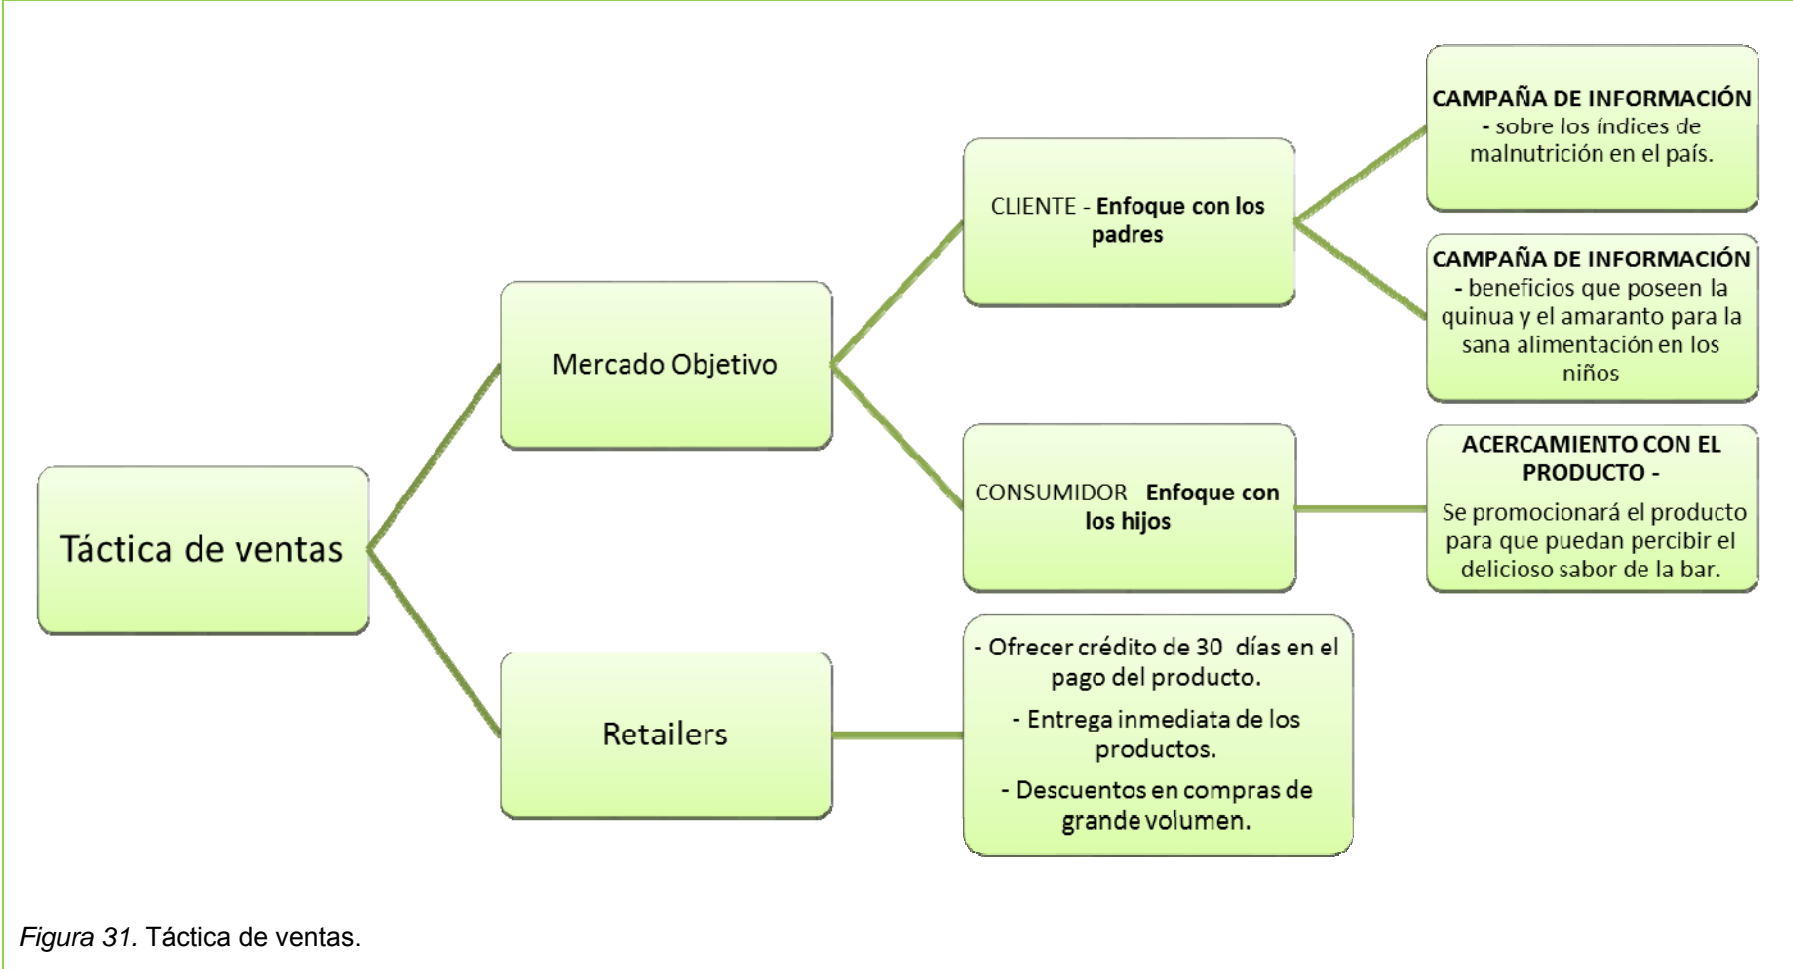 Táctica de ventas
Mercado Objetivo
CLIENTE - Enfoque con los
padres
CAMPAÑA DE INFORMACIÓN
- sobre los índices de
malnutrición en el país.
CAMPAÑA DE INFORMACIÓN
- beneficios que poseen la
quinua y el amaranto para la
sana alimentación en los
niños
CONSUMIDOR Enfoque con
los hijos
ACERCAMIENTO CON EL
PRODUCTO -
Se promocionará el producto
para que puedan percibir el
delicioso sabor de la bar.
Retailers
- Ofrecer crédito de 30 días en el
pago del producto.
- Entrega inmediata de los
productos.
- Descuentos en compras de
grande volumen.
Figura 31. Táctica de ventas.